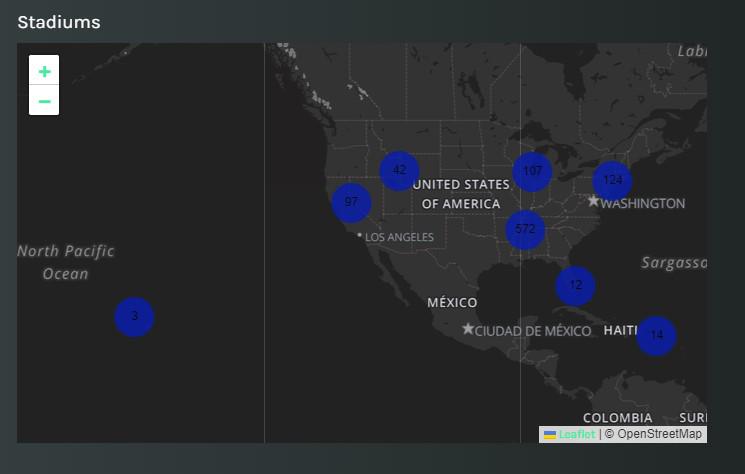 Stadiums
+
−
Lab
42
107
124
UNITED STATES
OF AMERICA
97
WASHINGTON
572
LOS ANGELES
North Pacific
Ocean
Sargasso
12
MÉXICO
3
CIUDAD DE MÉXICO
HAITI
14
COLOMBIA
SURI
Leaflet | © OpenStreetMap